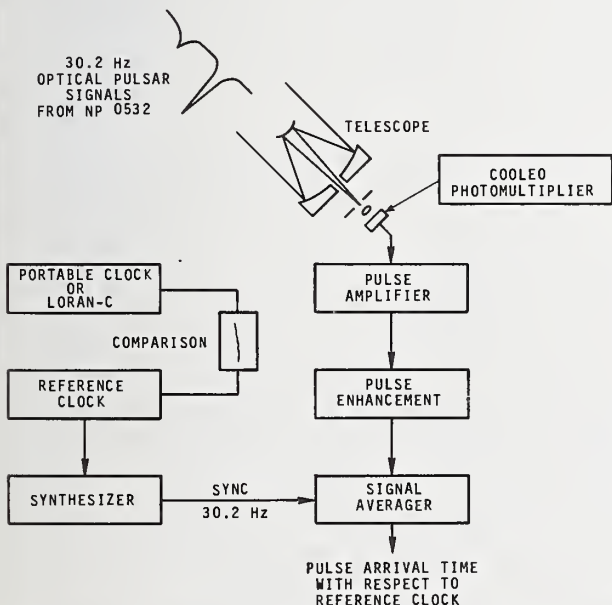 30.2 Hz
OPTICAL PULSAR
SIGNALS
FROM NP 0532
TELESCOPE
COOLEO
PHOTOMULTIPLIER
PORTABLE CLOCK
OR
LORAN-C
PULSE
AMPLIFIER
COMPARISON
REFERENCE
CLOCK
PULSE
ENHANCEMENT
SYNTHESIZER
SYNC
30.2 Hz
SIGNAL
AVERAGER
PULSE ARRIVAL TIME
WITH RESPECT TO
REFERENCE CLOCK